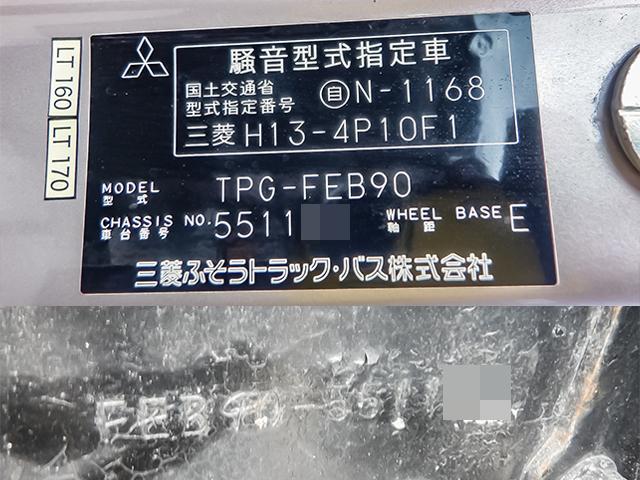 LT 160
LT 170
騒音型式指定車
国土交通省
型式指定番号
自N-1168
三菱 H13-4P10F1
MODEL
型式
TPG-FEB90
CHASSIS NO.
車台番号
5511
WHEEL BASE
軸距
E
三菱ふそうトラック・バス株式会社
FEB90-5511